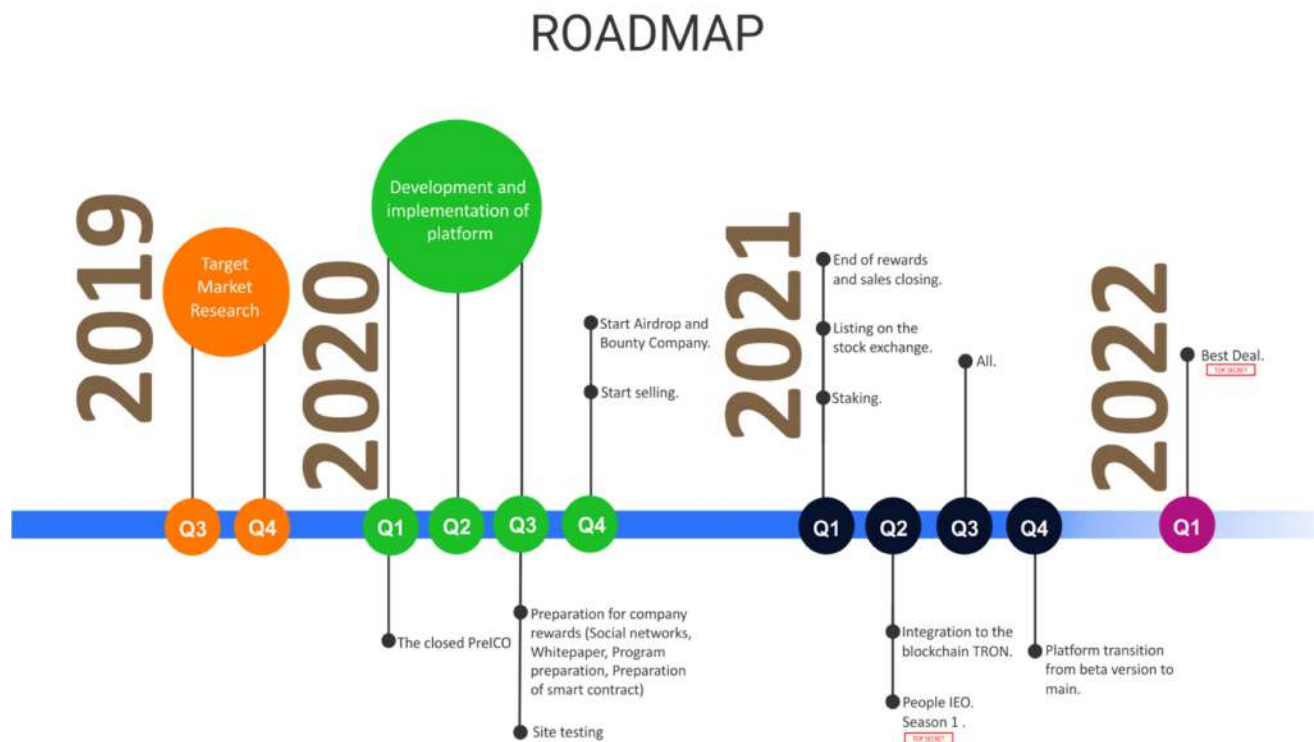 ROADMAP
2019
Target
Market
Research
Q3
Q4
2020
Development and
implementation of
platform
Q1
The closed PreICO
Q2
Q3
Preparation for company
rewards (Social networks,
Whitepaper, Program
preparation, Preparation
of smart contract)
Site testing
Start Airdrop and
Bounty Company.
Start selling.
Q4
2021
End of rewards
and sales closing.
Listing on the
stock exchange.
Staking.
Q1
Q2
Integration to the
blockchain TRON.
People IEO.
Season 1 .
TOP SECRET
All.
Q3
Q4
Platform transition
from beta version to
main.
2022
Best Deal.
TOP SECRET
Q1